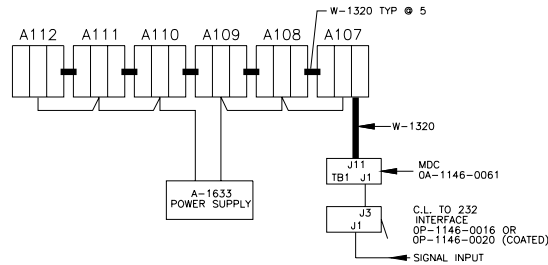 W-1320 TYP @ 5
A112 A111 A110 A109 A108 A107
W-1320
J11
TB1 J1
MDC
0A-1146-0061
A-1633
POWER SUPPLY
J3
J1
C.L. TO 232
INTERFACE
0P-1146-0016 OR
0P-1146-0020 (COATED)
SIGNAL INPUT